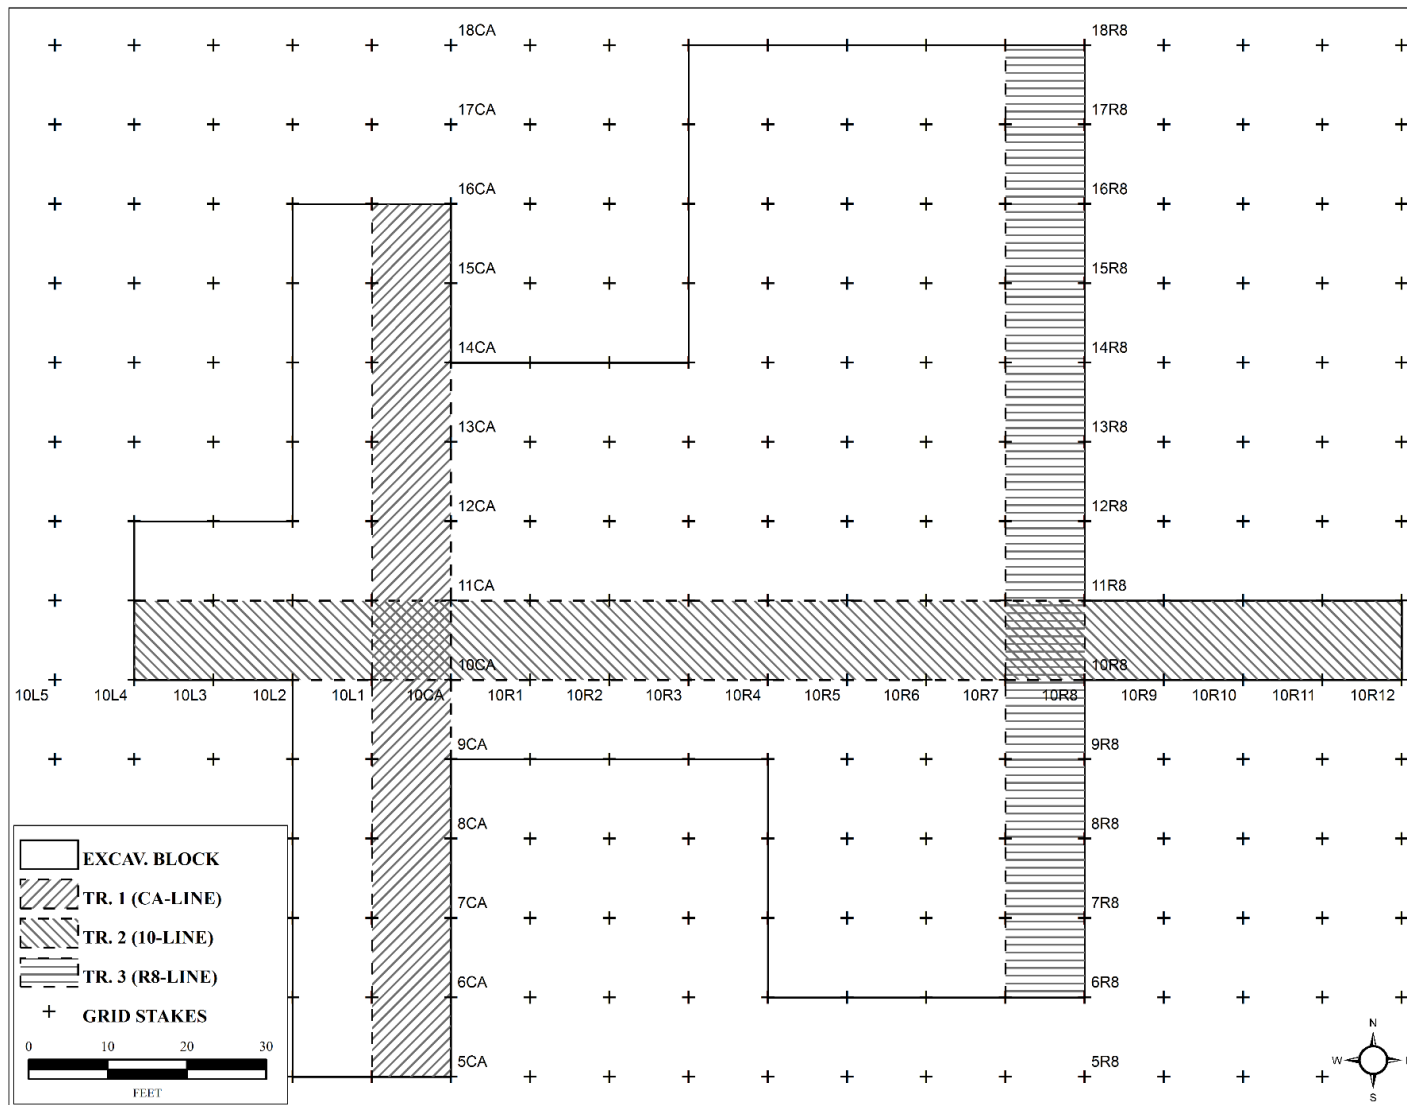 18CA 18R8
17CA 17R8
16CA 16R8
15CA 15R8
14CA 14R8
13CA 13R8
12CA 12R8
11CA 11R8
10CA 10R8
10L5 10L4 10L3 10L2 10L1 10CA 10R1 10R2 10R3 10R4 10R5 10R6 10R7 10R8 10R9 10R10 10R11 10R12
9CA 9R8
8CA 8R8
7CA 7R8
6CA 6R8
5CA 5R8
EXCAV. BLOCK
TR. 1 (CA-LINE)
TR. 2 (10-LINE)
TR. 3 (R8-LINE)
GRID STAKES
0 10 20 30
FEET
N
W
S